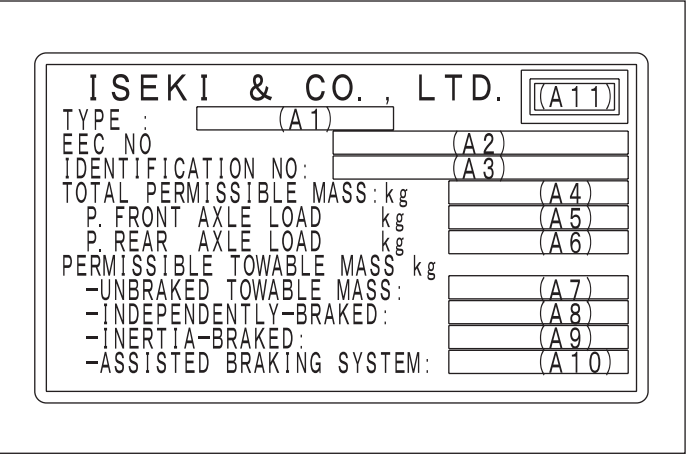 ISEKI & CO., LTD. (A11)
TYPE : (A1)
EEC NO (A2)
IDENTIFICATION NO: (A3)
TOTAL PERMISSIBLE MASS:kg (A4)
P. FRONT AXLE LOAD kg (A5)
P. REAR AXLE LOAD kg (A6)
PERMISSIBLE TOWABLE MASS kg
-UNBRAKED TOWABLE MASS: (A7)
-INDEPENDENTLY-BRAKED: (A8)
-INERTIA-BRAKED: (A9)
-ASSISTED BRAKING SYSTEM: (A10)